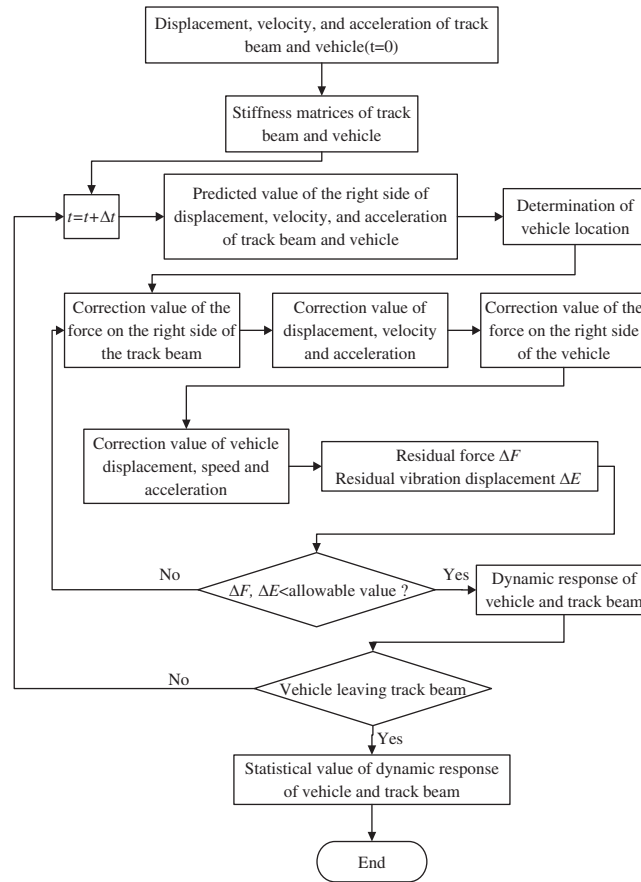 Displacement, velocity, and acceleration of track
beam and vehicle(t=0)
Stiffness matrices of track
beam and vehicle
t=t+Δt
Predicted value of the right side of
displacement, velocity, and acceleration
of track beam and vehicle
Determination of
vehicle location
Correction value of the
force on the right side of
the track beam
Correction value of
displacement, velocity
and acceleration
Correction value of the
force on the right side
of the vehicle
Correction value of vehicle
displacement, speed and
acceleration
Residual force ΔF
Residual vibration displacement ΔE
No
ΔF, ΔE<allowable value ?
Yes
Dynamic response of
vehicle and track beam
No
Vehicle leaving track beam
Yes
Statistical value of dynamic response
of vehicle and track beam
End